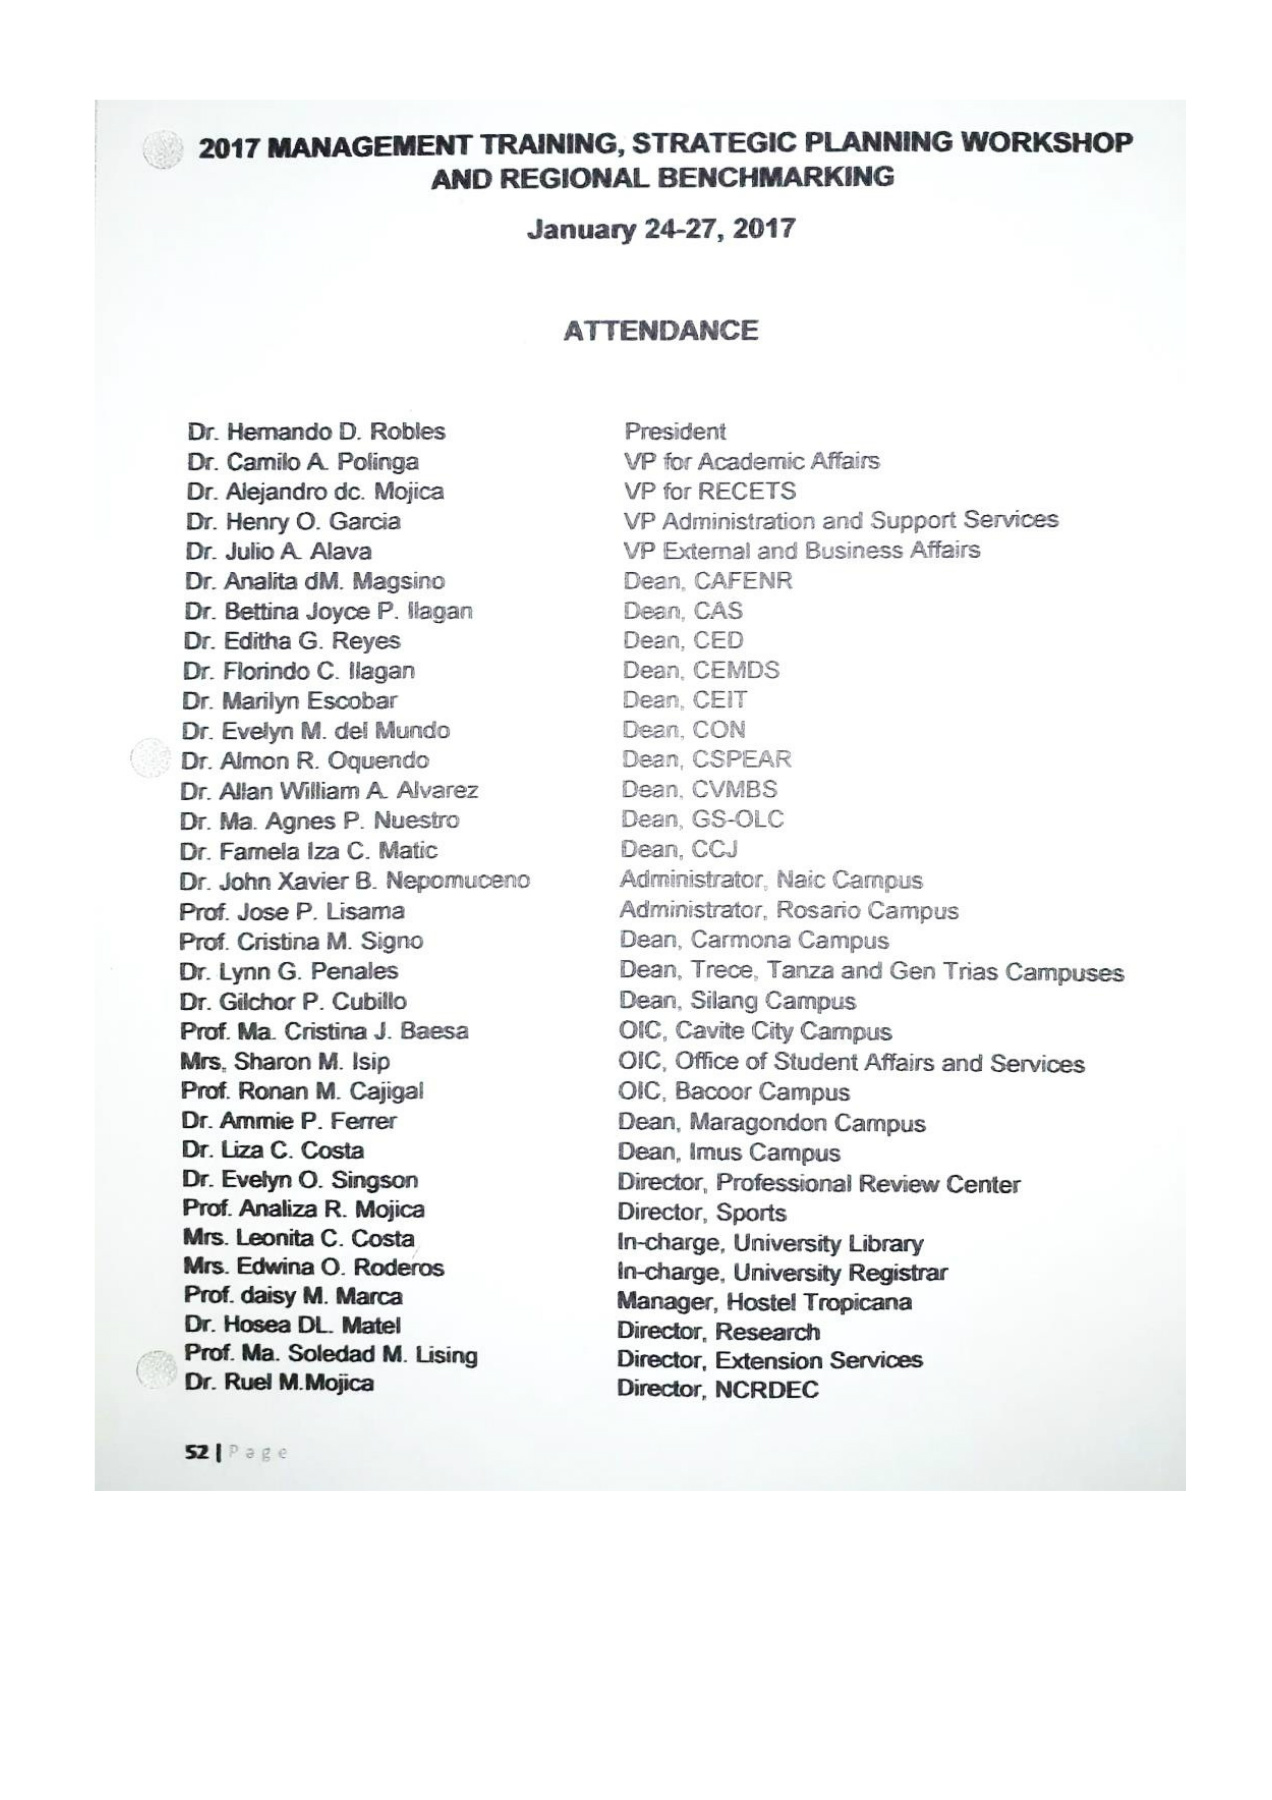 2017 MANAGEMENT TRAINING, STRATEGIC PLANNING WORKSHOP
AND REGIONAL BENCHMARKING
January 24-27, 2017
ATTENDANCE
Dr. Hernando D. Robles President
Dr. Camilo A. Polinga VP for Academic Affairs
Dr. Alejandro dc. Mojica VP for RECETS
Dr. Henry O. Garcia VP Administration and Support Services
Dr. Julio A. Alava VP External and Business Affairs
Dr. Analita dM. Magsino Dean, CAFENR
Dr. Bettina Joyce P. Ilagan Dean, CAS
Dr. Editha G. Reyes Dean, CED
Dr. Florindo C. Ilagan Dean, CEMDS
Dr. Marilyn Escobar Dean, CEIT
Dr. Evelyn M. del Mundo Dean, CON
Dr. Almon R. Oquendo Dean, CSPEAR
Dr. Allan William A. Alvarez Dean, CVMBS
Dr. Ma. Agnes P. Nuestro Dean, GS-OLC
Dr. Famela Iza C. Matic Dean, CCJ
Dr. John Xavier B. Nepomuceno Administrator, Naic Campus
Prof. Jose P. Lisama Administrator, Rosario Campus
Prof. Cristina M. Signo Dean, Carmona Campus
Dr. Lynn G. Penales Dean, Trece, Tanza and Gen Trias Campuses
Dr. Gilchor P. Cubillo Dean, Silang Campus
Prof. Ma. Cristina J. Baesa OIC, Cavite City Campus
Mrs, Sharon M. Isip OIC, Office of Student Affairs and Services
Prof. Ronan M. Cajigal OIC, Bacoor Campus
Dr. Ammie P. Ferrer Dean, Maragondon Campus
Dr. Liza C. Costa Dean, Imus Campus
Dr. Evelyn O. Singson Director, Professional Review Center
Prof. Analiza R. Mojica Director, Sports
Mrs. Leonita C. Costa In-charge, University Library
Mrs. Edwina O. Roderos In-charge, University Registrar
Prof. daisy M. Marca Manager, Hostel Tropicana
Dr. Hosea DL. Matel Director, Research
Prof. Ma. Soledad M. Lising Director, Extension Services
Dr. Ruel M.Mojica Director, NCRDEC
52 | Page